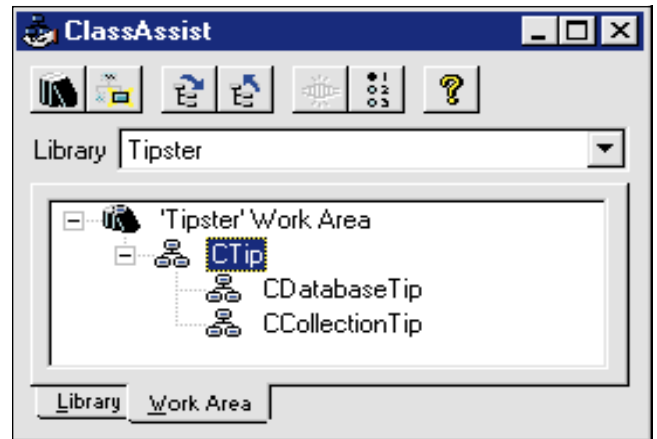 ClassAssist
Library Tipster
'Tipster' Work Area
CTip
CDatabaseTip
CCollectionTip
Library Work Area